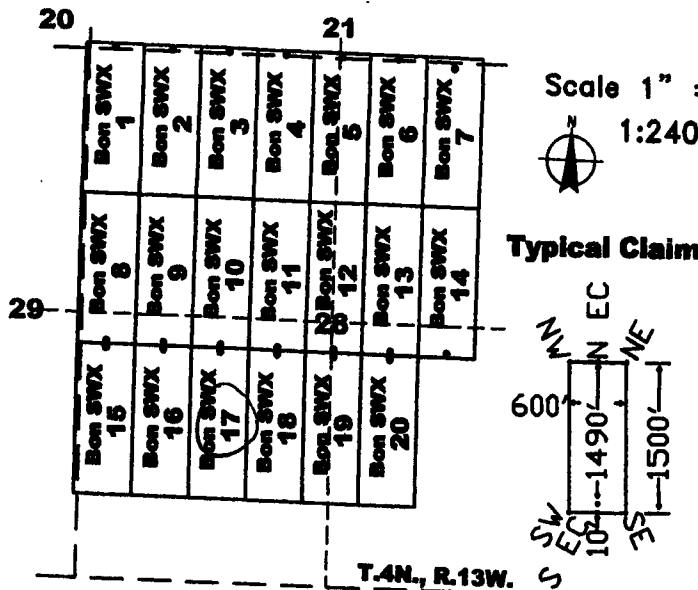 20
21
Bon SWX 1
Bon SWX 2
Bon SWX 3
Bon SWX 4
Bon SWX 5
Bon SWX 6
Bon SWX 7
Scale 1"
1:240
N
Bon SWX 8
Bon SWX 9
Bon SWX 10
Bon SWX 11
Bon SWX 12
Bon SWX 13
Bon SWX 14
Typical Claim
29
28
NW
N EC
NE
600'
1490'
1500'
Bon SWX 15
Bon SWX 16
Bon SWX 17
Bon SWX 18
Bon SWX 19
Bon SWX 20
SW
S EC
10'
SE
T.4N., R.13W.